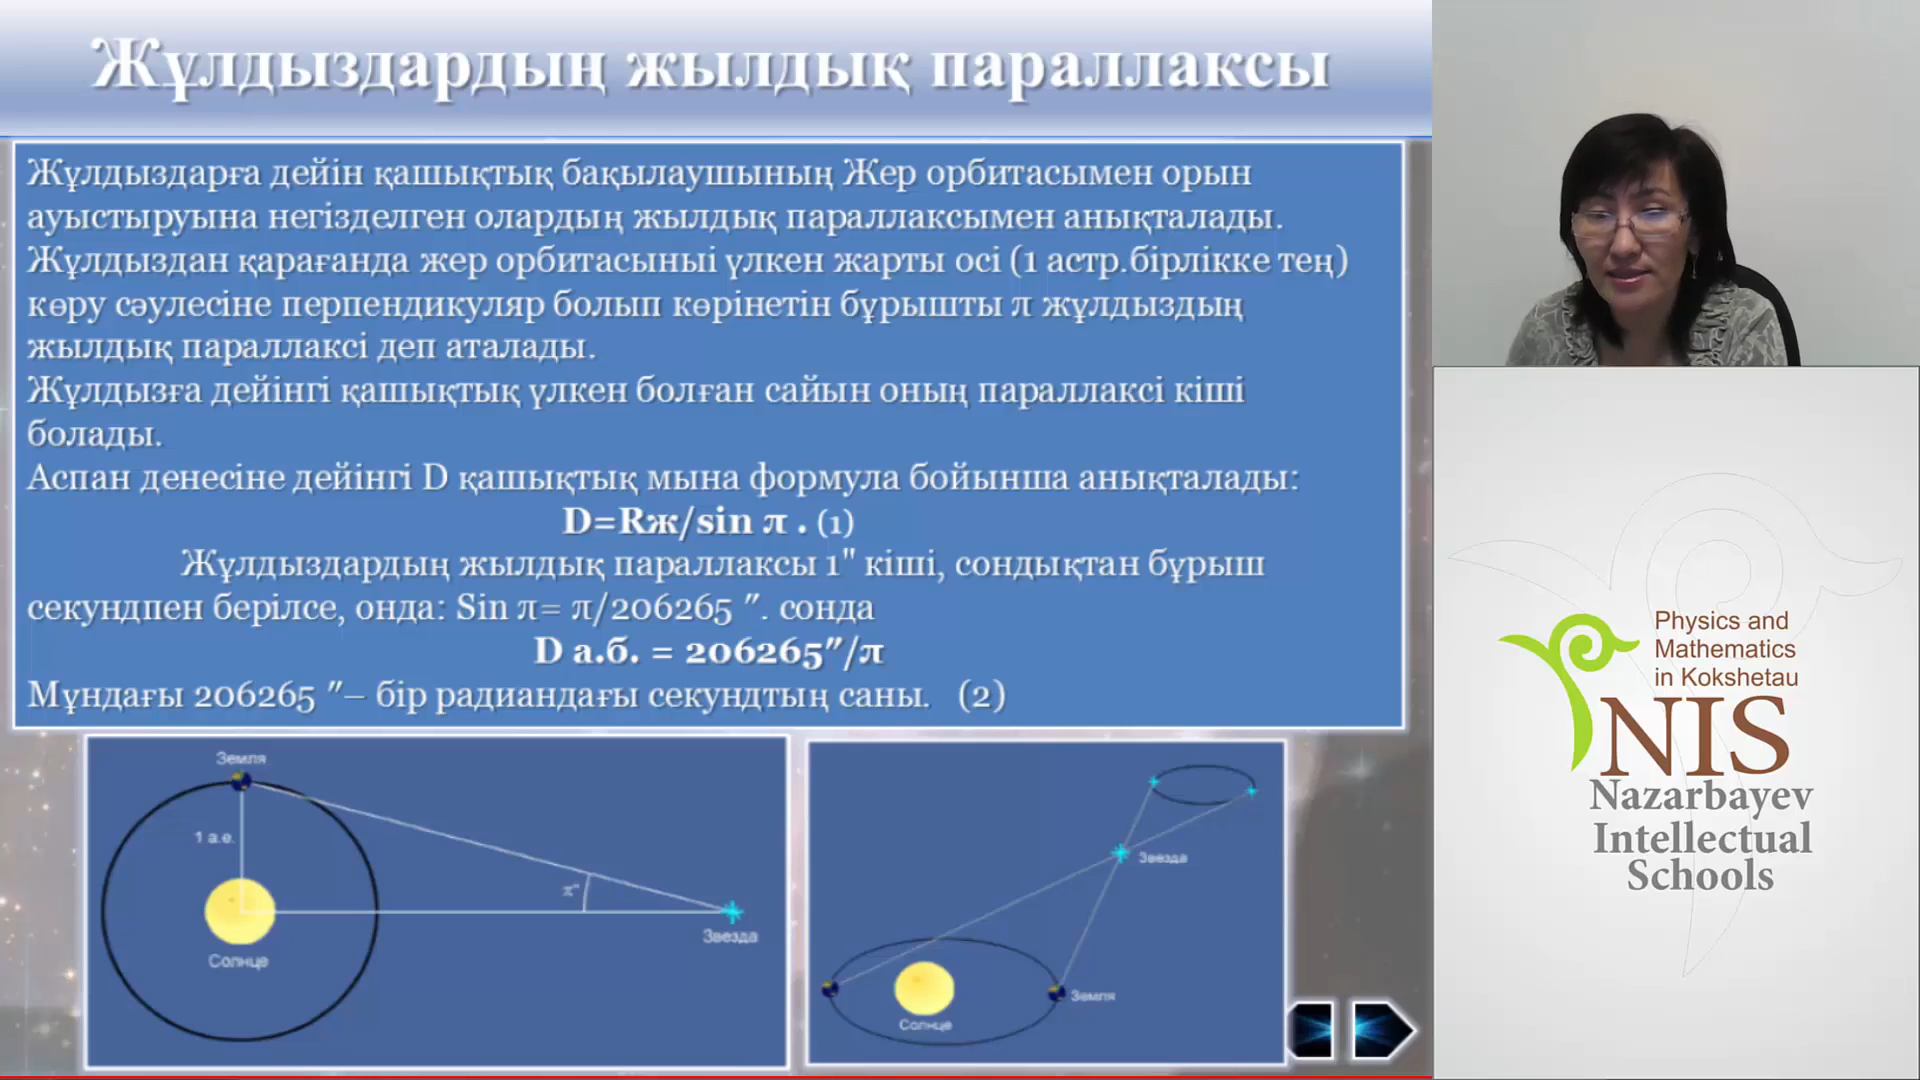 Жұлдыздардың жылдық параллаксы
Жұлдыздарға дейін қашықтық бақылаушының Жер орбитасымен орын
ауыстыруына негізделген олардың жылдық параллаксымен анықталады.
Жұлдыздан қарағанда жер орбитасыныі үлкен жарты осі (1 астр.бірлікке тең)
көру сәулесіне перпендикуляр болып көрінетін бұрышты π жұлдыздың
жылдық параллаксі деп аталады.
Жұлдызға дейінгі қашықтық үлкен болған сайын оның параллаксі кіші
болады.
Аспан денесіне дейінгі D қашықтық мына формула бойынша анықталады:
D=Rж/sin π . (1)
Жұлдыздардың жылдық параллаксы 1" кіші, сондықтан бұрыш
секундпен берілсе, онда: Sin π= π/206265 ″. сонда
D а.б. = 206265″/π
Мұндағы 206265 ″– бір радиандағы секундтың саны. (2)
Земля
1 а.е.
π"
Звезда
Солнце
Звезда
Земля
Солнце
Physics and
Mathematics
in Kokshetau
NIS
Nazarbayev
Intellectual
Schools